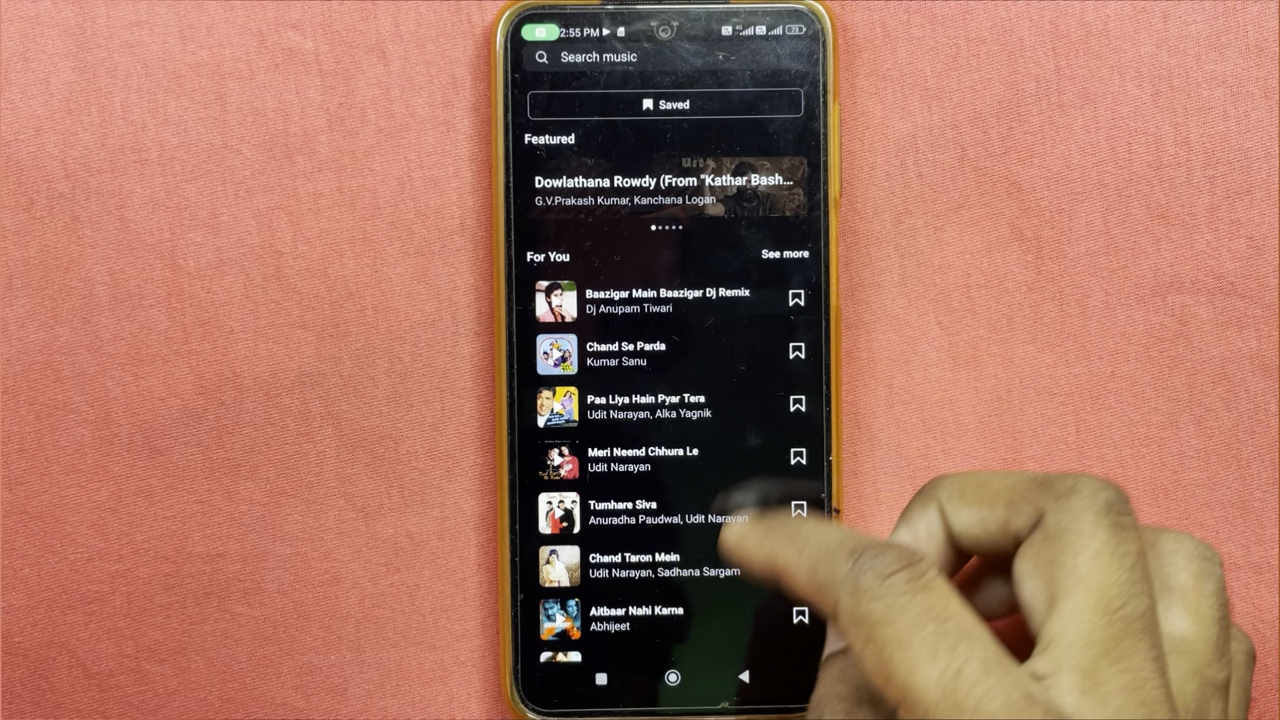 2:55 PM
4G
73
Search music
Saved
Featured
Dowlathana Rowdy (From "Kathar Bash...
G.V.Prakash Kumar, Kanchana Logan
For You
See more
Baazigar Main Baazigar Dj Remix
Dj Anupam Tiwari
Chand Se Parda
Kumar Sanu
Paa Liya Hain Pyar Tera
Udit Narayan, Alka Yagnik
Meri Neend Chhura Le
Udit Narayan
Tumhare Siva
Anuradha Paudwal, Udit Narayan
Chand Taron Mein
Udit Narayan, Sadhana Sargam
Aitbaar Nahi Karna
Abhijeet